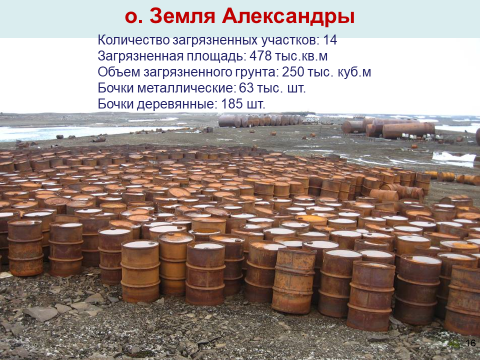 о. Земля Александры
Количество загрязненных участков: 14
Загрязненная площадь: 478 тыс.кв.м
Объем загрязненного грунта: 250 тыс. куб.м
Бочки металлические: 63 тыс. шт.
Бочки деревянные: 185 шт.
16